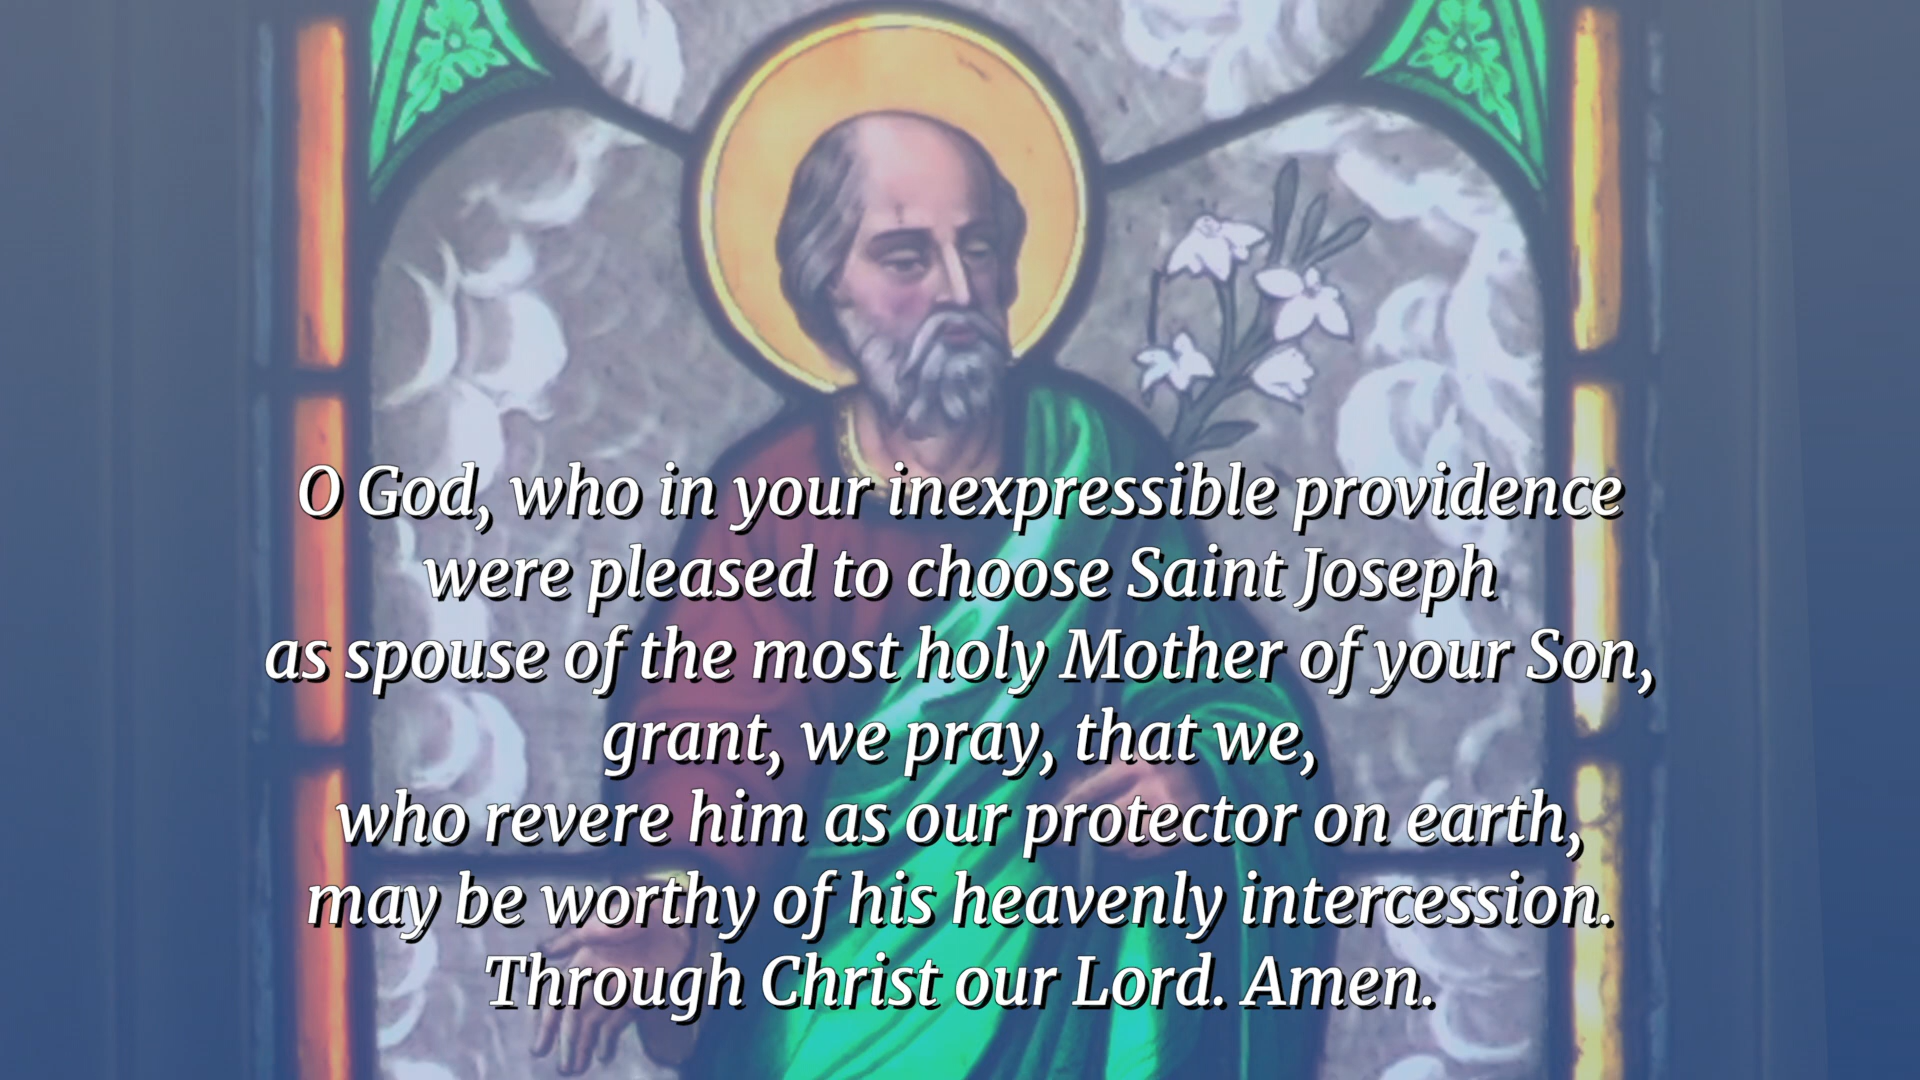 O God, who in your inexpressible providence
were pleased to choose Saint Joseph
as spouse of the most holy Mother of your Son,
grant, we pray, that we,
who revere him as our protector on earth,
may be worthy of his heavenly intercession.
Through Christ our Lord. Amen.